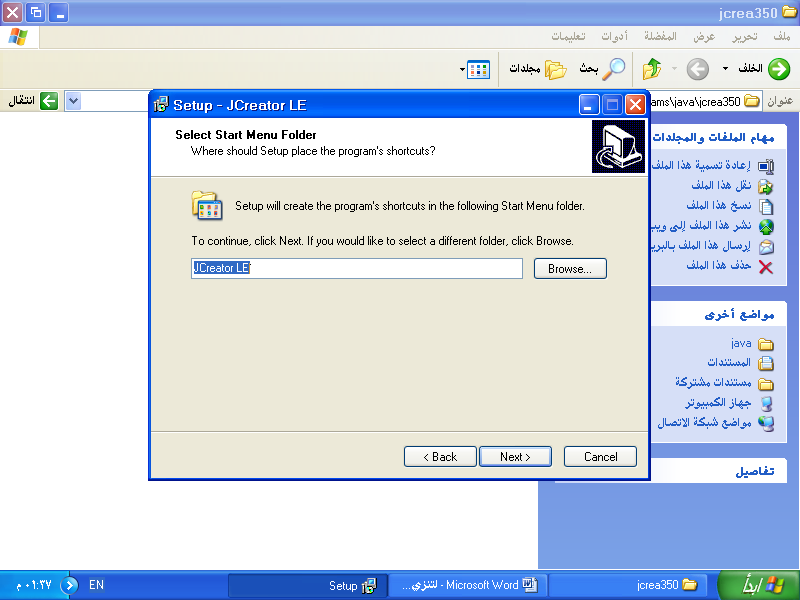 jcrea350
ملف تحرير عرض المفضلة أدوات تعليمات
الخلف بحث مجلدات
عنوان ams\java\jcrea350 انتقال
Setup - JCreator LE
Select Start Menu Folder
Where should Setup place the program's shortcuts?
Setup will create the program's shortcuts in the following Start Menu folder.
To continue, click Next. If you would like to select a different folder, click Browse.
JCreator LE
Browse...
< Back Next > Cancel
مهام الملفات والمجلدات
إعادة تسمية هذا الملف
نقل هذا الملف
نسخ هذا الملف
نشر هذا الملف إلى ويب
إرسال هذا الملف بالبري
حذف هذا الملف
مواضع أخرى
java
المستندات
مستندات مشتركة
جهاز الكمبيوتر
مواضع شبكة الاتصال
تفاصيل
ابدأ
jcrea350
لتنزي... - Microsoft Word
Setup
EN
٠١:٣٧ م